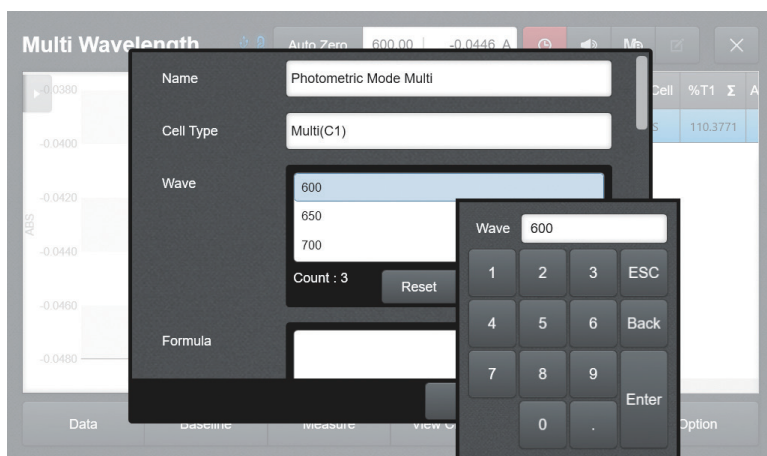 Multi Wavelength
Auto Zero 600.00 -0.0446 A
Name Photometric Mode Multi
Cell Type Multi(C1)
Wave
600
650
700
Count : 3 Reset
Formula
Wave 600
1 2 3 ESC
4 5 6 Back
7 8 9 Enter
0 .
-0.0380
-0.0400
-0.0420
-0.0440
-0.0460
-0.0480
ABS
Cell %T1 Σ A
S 110.3771
Data Baseline Measure View Option